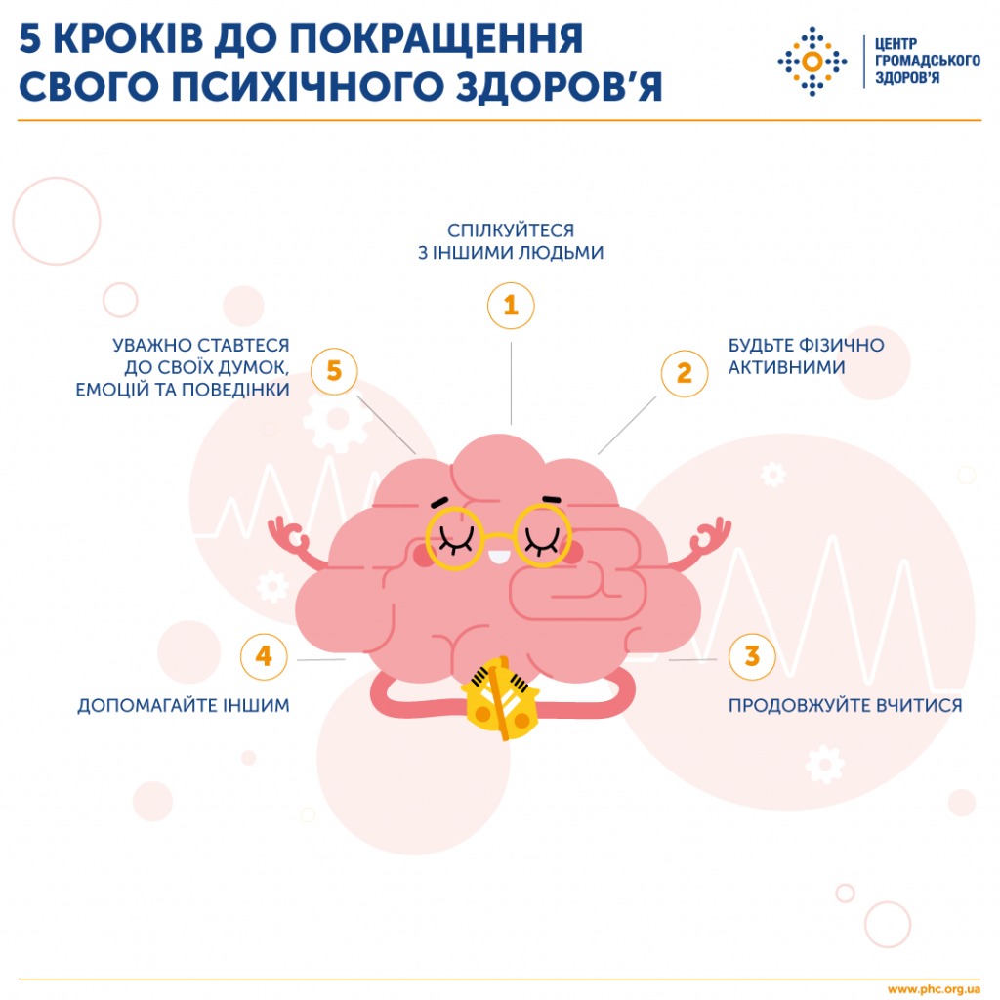 5 КРОКІВ ДО ПОКРАЩЕННЯ
СВОГО ПСИХІЧНОГО ЗДОРОВ’Я
ЦЕНТР
ГРОМАДСЬКОГО
ЗДОРОВ’Я
СПІЛКУЙТЕСЯ
З ІНШИМИ ЛЮДЬМИ
1
БУДЬТЕ ФІЗИЧНО
АКТИВНИМИ
2
3
ПРОДОВЖУЙТЕ ВЧИТИСЯ
4
ДОПОМАГАЙТЕ ІНШИМ
УВАЖНО СТАВТЕСЯ
ДО СВОЇХ ДУМОК,
ЕМОЦІЙ ТА ПОВЕДІНКИ
5
www.phc.org.ua